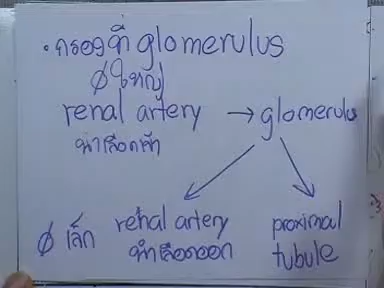 • กรองที่ glomerulus
Ø ใหญ่
renal artery → glomerulus
นำเลือดเข้า
Ø เล็ก renal artery proximal
นำเลือดออก tubule